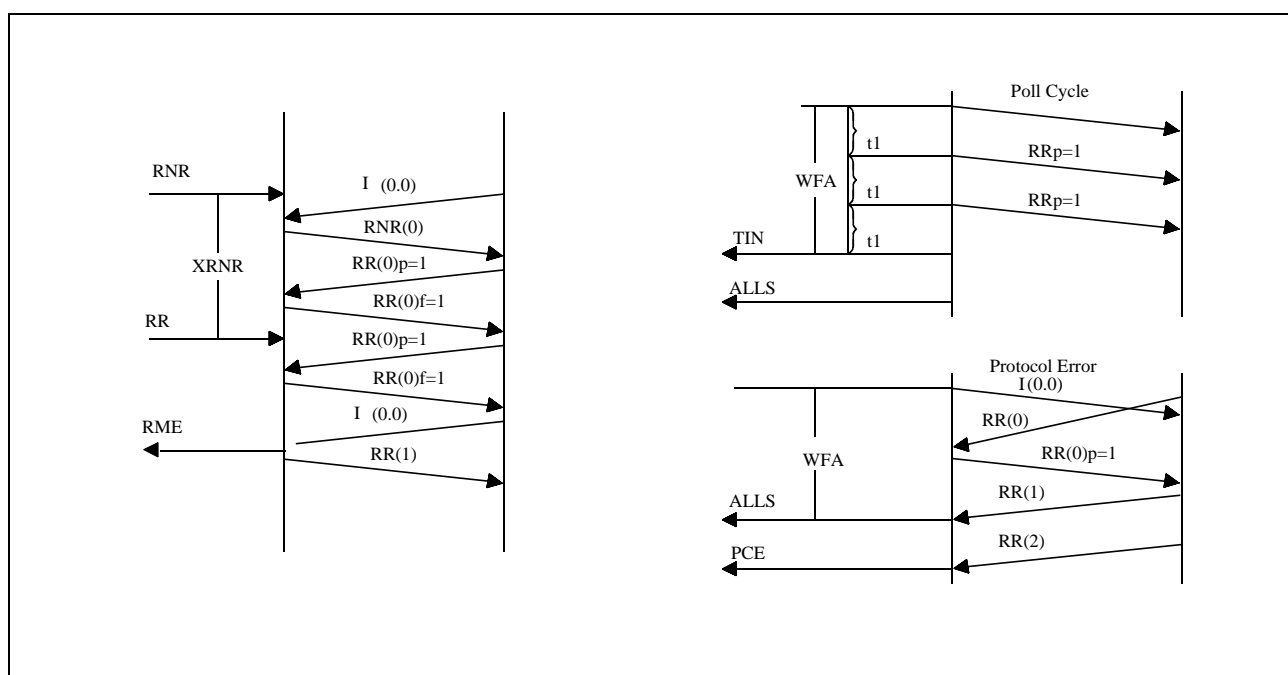 RNR
I (0.0)
RNR(0)
XRNR
RR(0)p=1
RR(0)f=1
RR
RR(0)p=1
RR(0)f=1
I (0.0)
RME
RR(1)
Poll Cycle
t1
RRp=1
WFA
t1
RRp=1
t1
TIN
ALLS
Protocol Error
I(0.0)
RR(0)
WFA
RR(0)p=1
RR(1)
ALLS
RR(2)
PCE